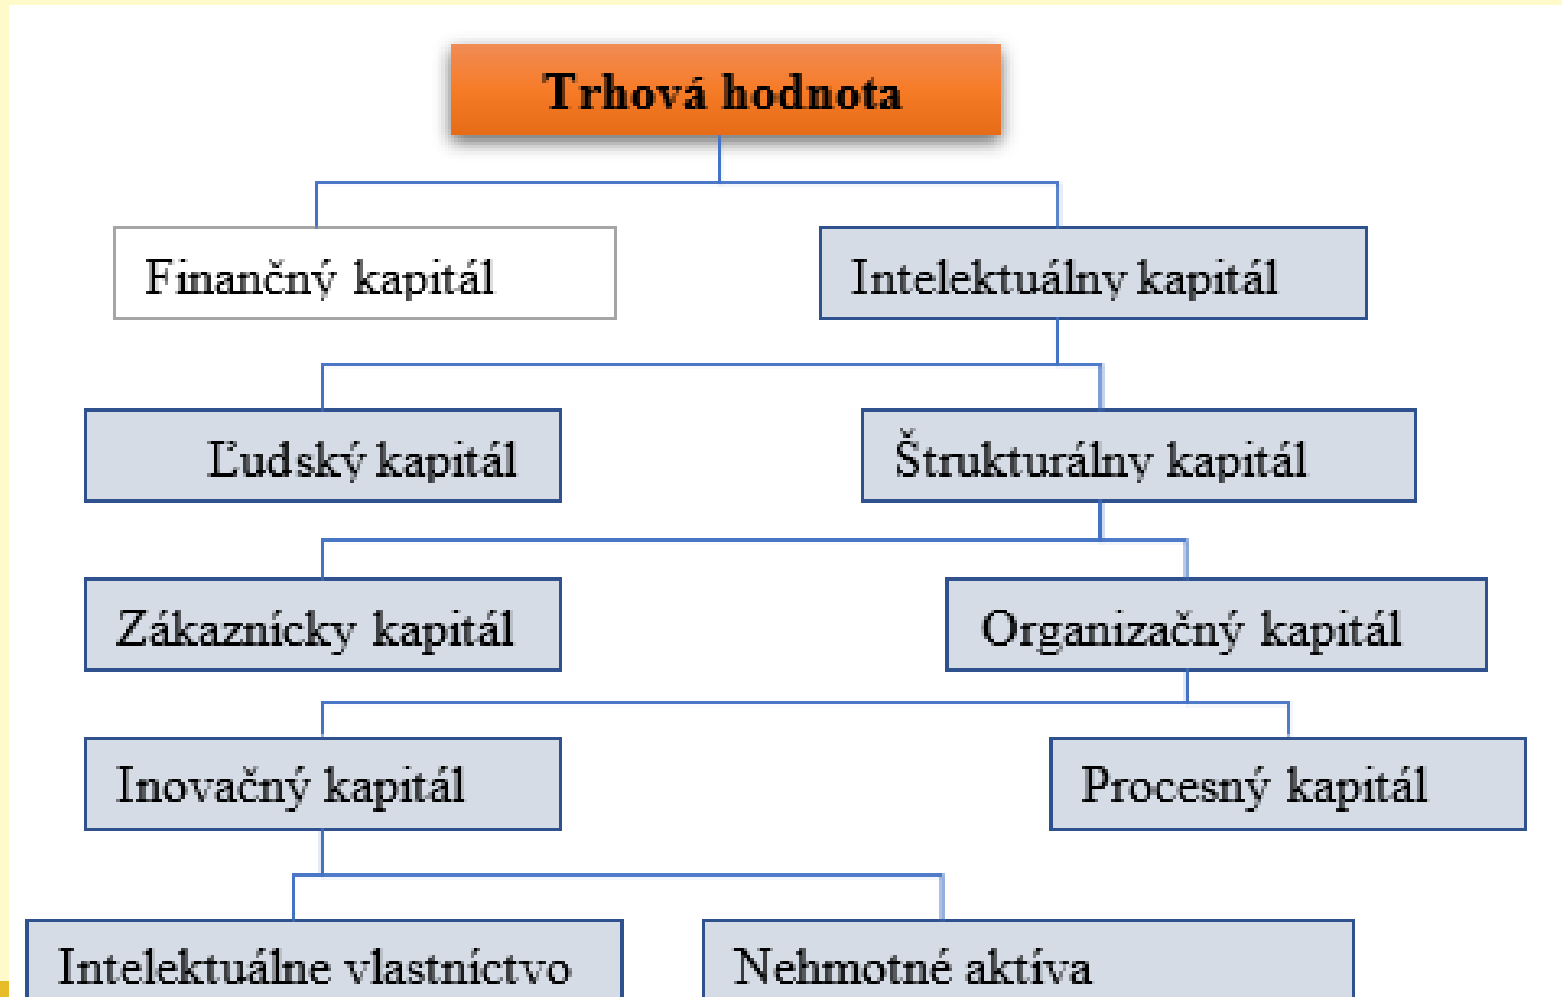 Trhová hodnota
Finančný kapitál
Intelektuálny kapitál
Ľudský kapitál
Štrukturálny kapitál
Zákaznícky kapitál
Organizačný kapitál
Inovačný kapitál
Procesný kapitál
Intelektuálne vlastníctvo
Nehmotné aktíva